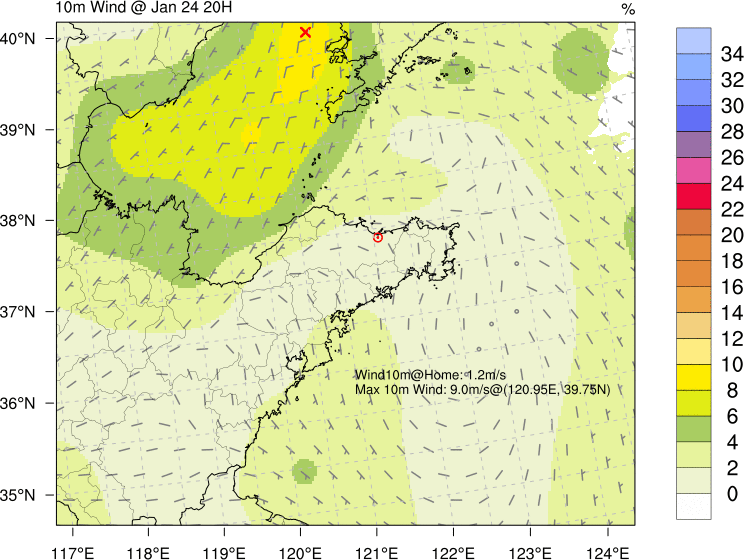 10m Wind @ Jan 24 20H
%
40°N
39°N
38°N
37°N
36°N
35°N
Wind10m@Home: 1.2m/s
Max 10m Wind: 9.0m/s@(120.95E, 39.75N)
117°E 118°E 119°E 120°E 121°E 122°E 123°E 124°E
34
32
30
28
26
24
22
20
18
16
14
12
10
8
6
4
2
0